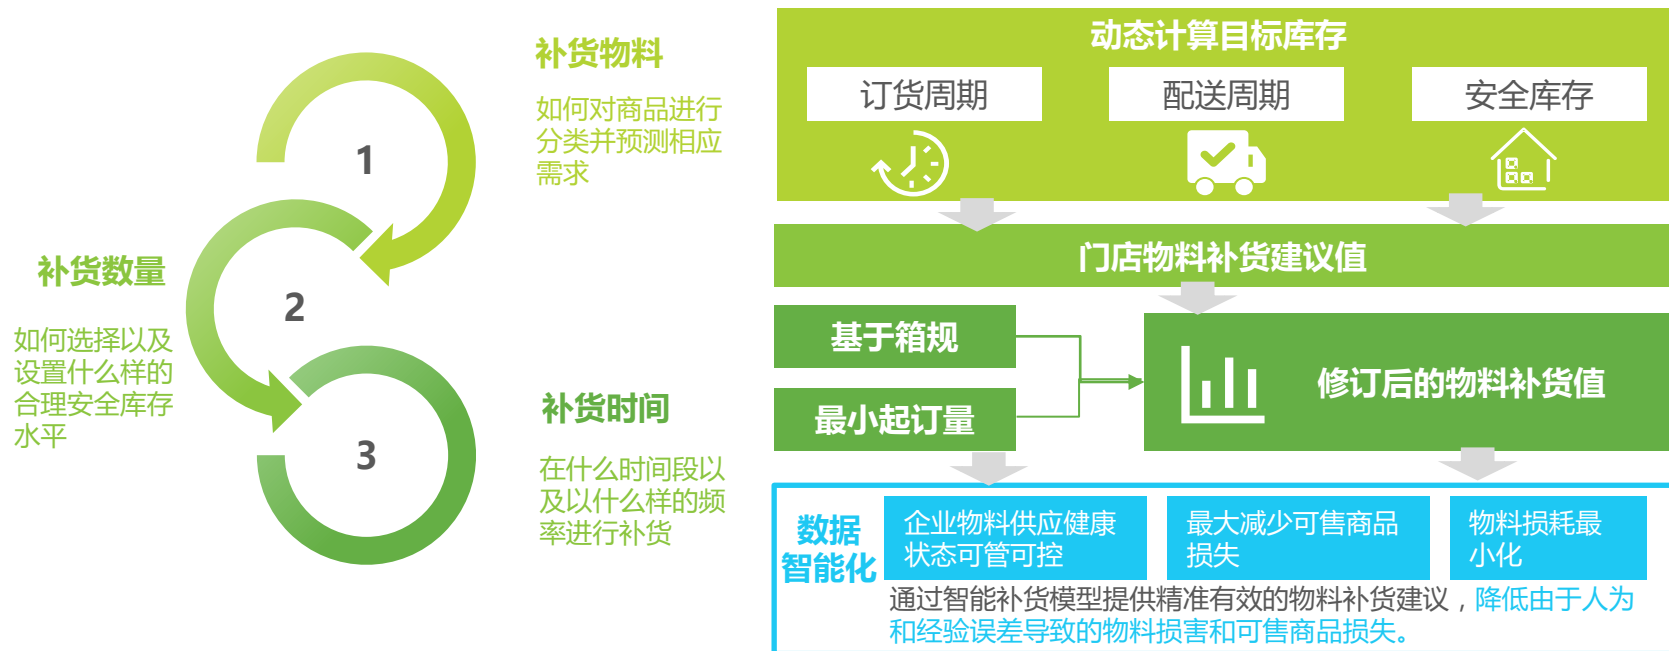 补货物料
如何对商品进行
分类并预测相应
需求
1
补货数量
如何选择以及
设置什么样的
合理安全库存
水平
2
补货时间
在什么时间段以
及以什么样的频
率进行补货
3
动态计算目标库存
订货周期
配送周期
安全库存
门店物料补货建议值
基于箱规
最小起订量
修订后的物料补货值
数据
智能化
企业物料供应健康
状态可管可控
最大减少可售商品
损失
物料损耗最
小化
通过智能补货模型提供精准有效的物料补货建议，降低由于人为
和经验误差导致的物料损害和可售商品损失。